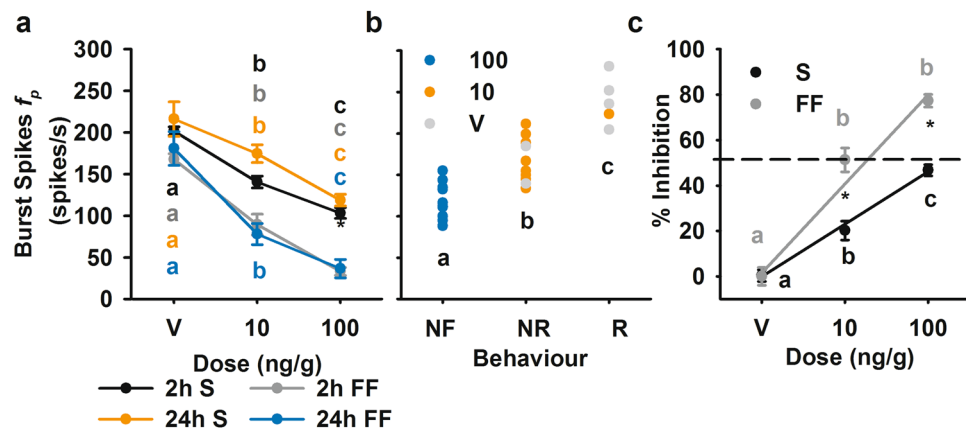 a
Burst Spikes fp
(spikes/s)
300
250
200
150
100
50
0
b
b
b
c
c
c
c
a
a
a
a
b
*
V
10
100
Dose (ng/g)
2h S
2h FF
24h S
24h FF
b
100
10
V
a
b
c
NF
NR
R
Behaviour
c
% Inhibition
100
80
60
40
20
0
S
FF
b
b
*
*
a
a
b
c
V
10
100
Dose (ng/g)